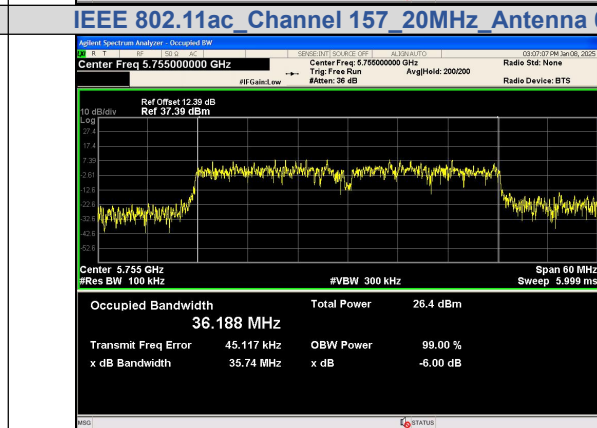 IEEE 802.11ac_Channel 157_20MHz_Antenna
Agilent Spectrum Analyzer - Occupied BW
R T RF 50 Ω AC SENSE:INT SOURCE OFF ALIGN AUTO 03:07:07 PM Jan 08, 2025
Center Freq 5.755000000 GHz Center Freq: 5.755000000 GHz Radio Std: None
Trig: Free Run Avg|Hold: 200/200
#IFGain:Low #Atten: 36 dB Radio Device: BTS
Ref Offset 12.39 dB
10 dB/div Ref 37.39 dBm
Log
27.4
17.4
7.39
-2.61
-12.6
-22.6
-32.6
-42.6
-52.6
Center 5.755 GHz Span 60 MHz
#Res BW 100 kHz #VBW 300 kHz Sweep 5.999 ms
Occupied Bandwidth Total Power 26.4 dBm
36.188 MHz
Transmit Freq Error 45.117 kHz OBW Power 99.00 %
x dB Bandwidth 35.74 MHz x dB -6.00 dB
MSG STATUS